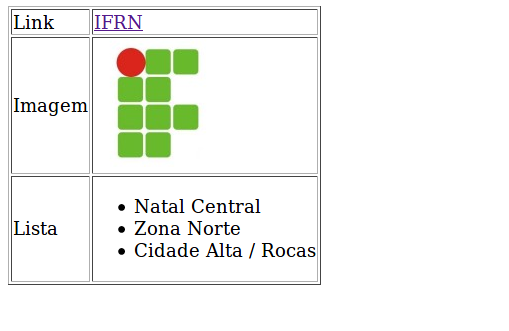 Link IFRN
Imagem
Lista
Natal Central
Zona Norte
Cidade Alta / Rocas